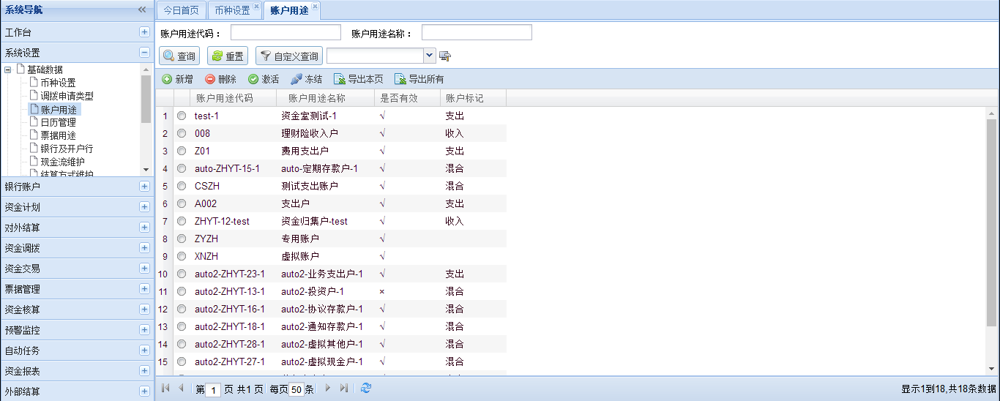 系统导航
工作台
系统设置
基础数据
币种设置
调拨申请类型
账户用途
日历管理
票据用途
银行及开户行
现金流维护
结算方式维护
银行账户
资金计划
对外结算
资金调拨
资金交易
票据管理
资金核算
预警监控
自动任务
资金报表
外部结算
今日首页 币种设置 账户用途
账户用途代码： 账户用途名称：
查询 重置 自定义查询
新增 删除 激活 冻结 导出本页 导出所有
账户用途代码 账户用途名称 是否有效 账户标记
1 test-1 资金室测试-1 √ 支出
2 008 理财险收入户 √ 收入
3 Z01 费用支出户 √ 支出
4 auto-ZHYT-15-1 auto-定期存款户-1 √ 混合
5 CSZH 测试支出账户 √ 混合
6 A002 支出户 √ 支出
7 ZHYT-12-test 资金归集户-test √ 收入
8 ZYZH 专用账户 √
9 XNZH 虚拟账户 √
10 auto2-ZHYT-23-1 auto2-业务支出户-1 √ 支出
11 auto2-ZHYT-13-1 auto2-投资户-1 × 混合
12 auto2-ZHYT-16-1 auto2-协议存款户-1 √ 混合
13 auto2-ZHYT-18-1 auto2-通知存款户-1 √ 混合
14 auto2-ZHYT-28-1 auto2-虚拟其他户-1 √ 混合
15 auto2-ZHYT-27-1 auto2-虚拟现金户-1 √ 混合
第 1 页 共1 页 每页 50 条 显示1到18,共18条数据